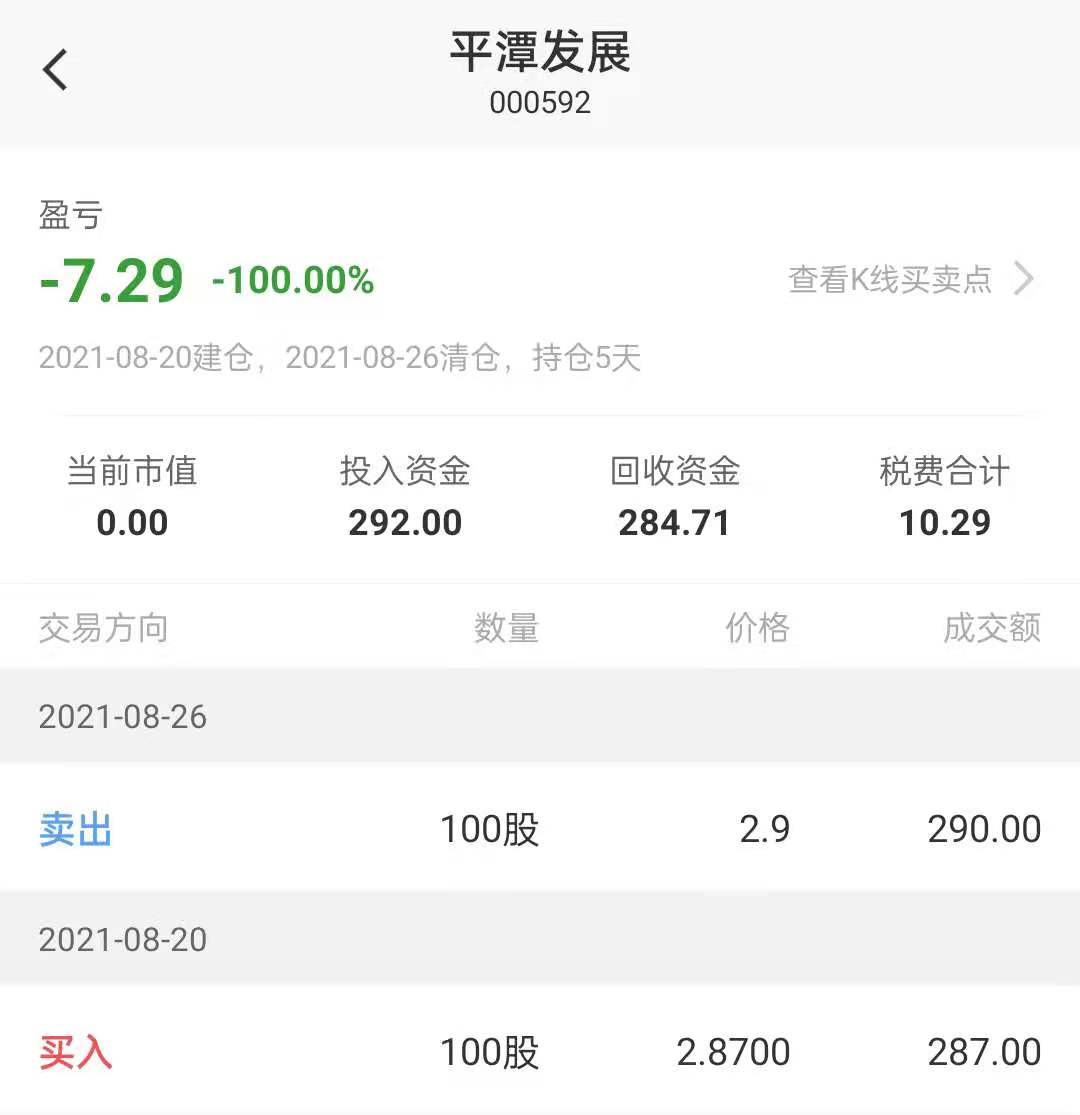 平潭发展
000592
盈亏
-7.29 -100.00% 查看K线买卖点
2021-08-20建仓，2021-08-26清仓，持仓5天
当前市值 投入资金 回收资金 税费合计
0.00 292.00 284.71 10.29
交易方向 数量 价格 成交额
2021-08-26
卖出 100股 2.9 290.00
2021-08-20
买入 100股 2.8700 287.00